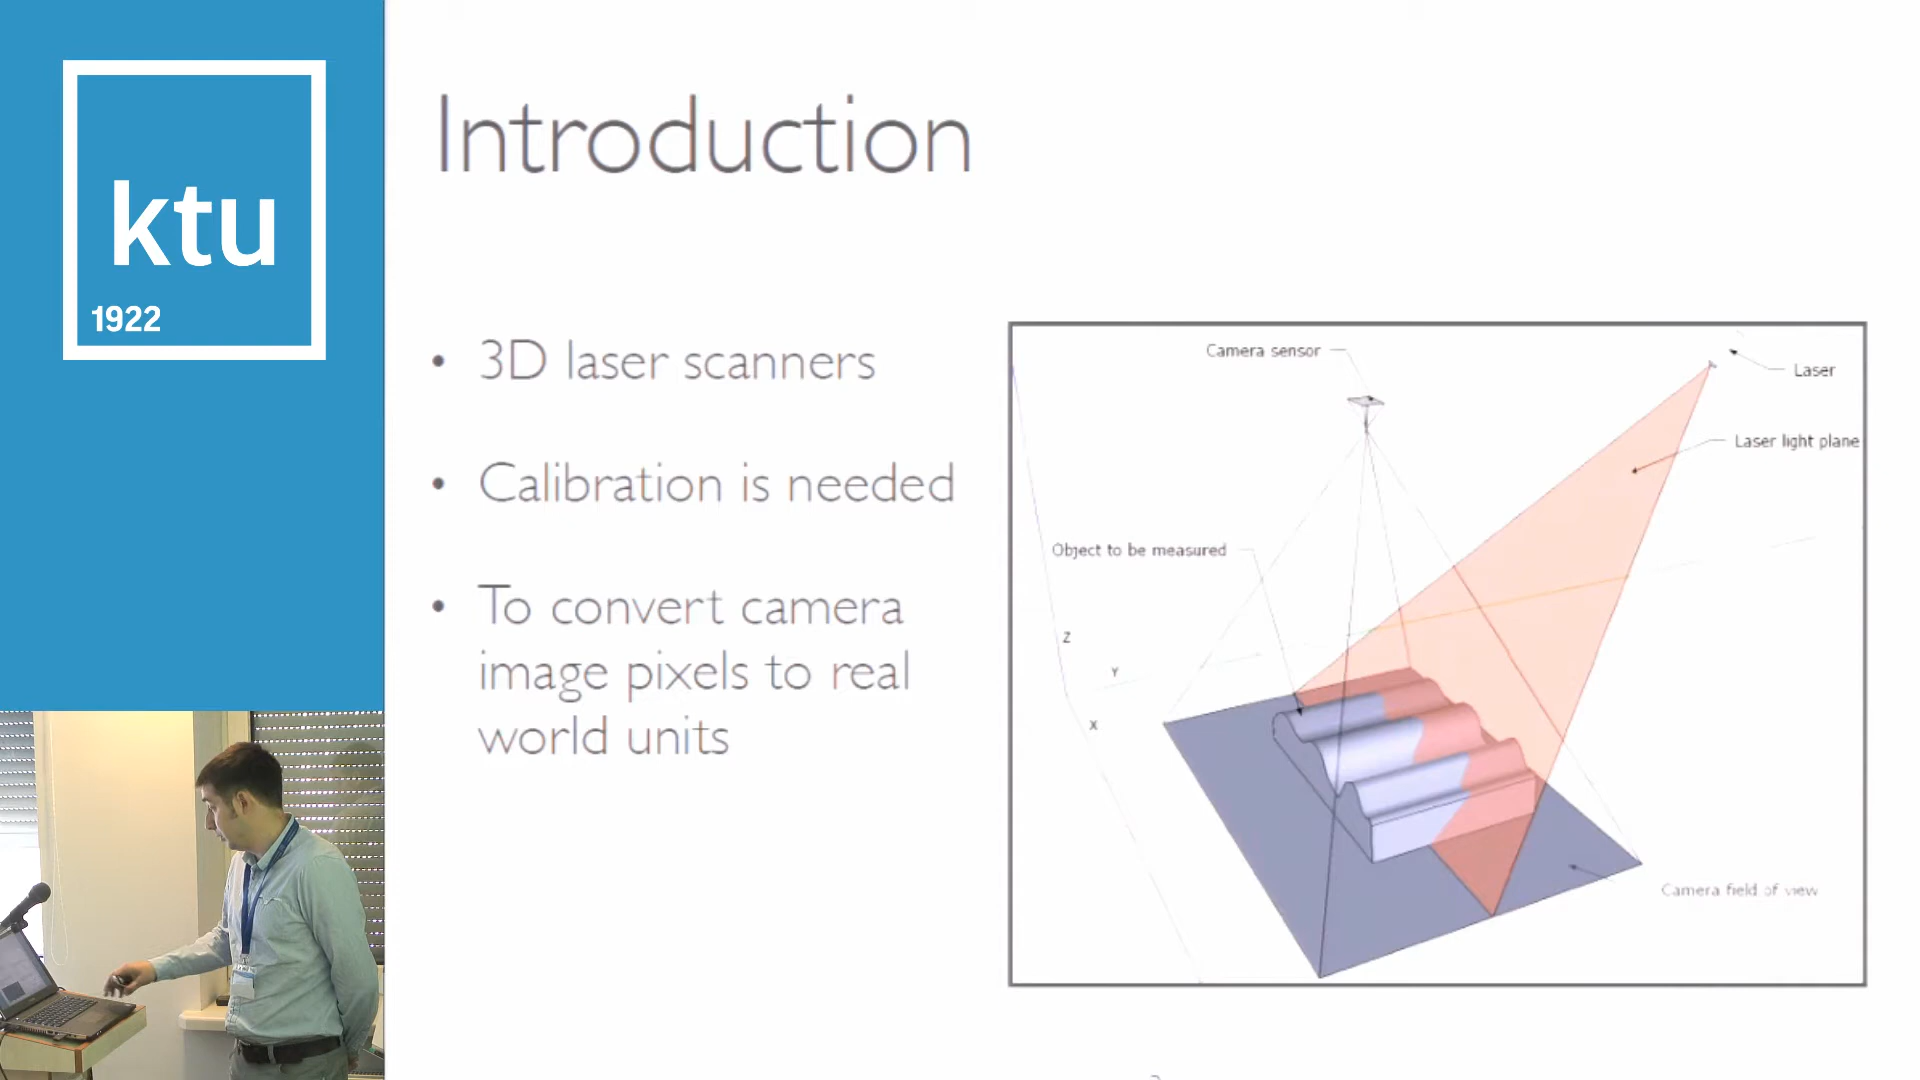 ktu
1922
Introduction
• 3D laser scanners
• Calibration is needed
• To convert camera
image pixels to real
world units
Camera sensor
Laser
Laser light plane
Object to be measured
Z
Y
X
Camera field of view